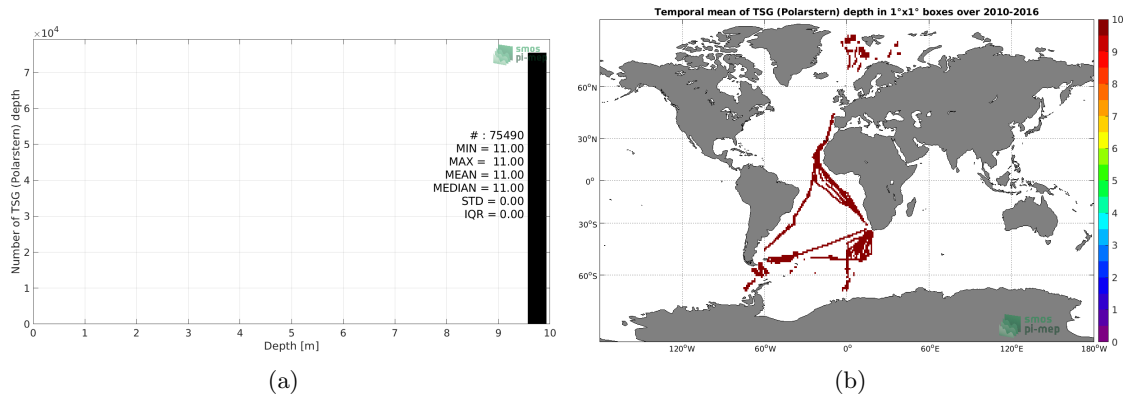 ×10⁴
smos
pi-mep
7
6
5
4
3
2
1
0
Number of TSG (Polarstern) depth
# : 75490
MIN = 11.00
MAX = 11.00
MEAN = 11.00
MEDIAN = 11.00
STD = 0.00
IQR = 0.00
0 1 2 3 4 5 6 7 8 9 10
Depth [m]
(a)
Temporal mean of TSG (Polarstern) depth in 1°x1° boxes over 2010-2016
60°N
30°N
0°
30°S
60°S
120°W 60°W 0° 60°E 120°E 180°W
smos
pi-mep
10
9
8
7
6
5
4
3
2
1
0
(b)